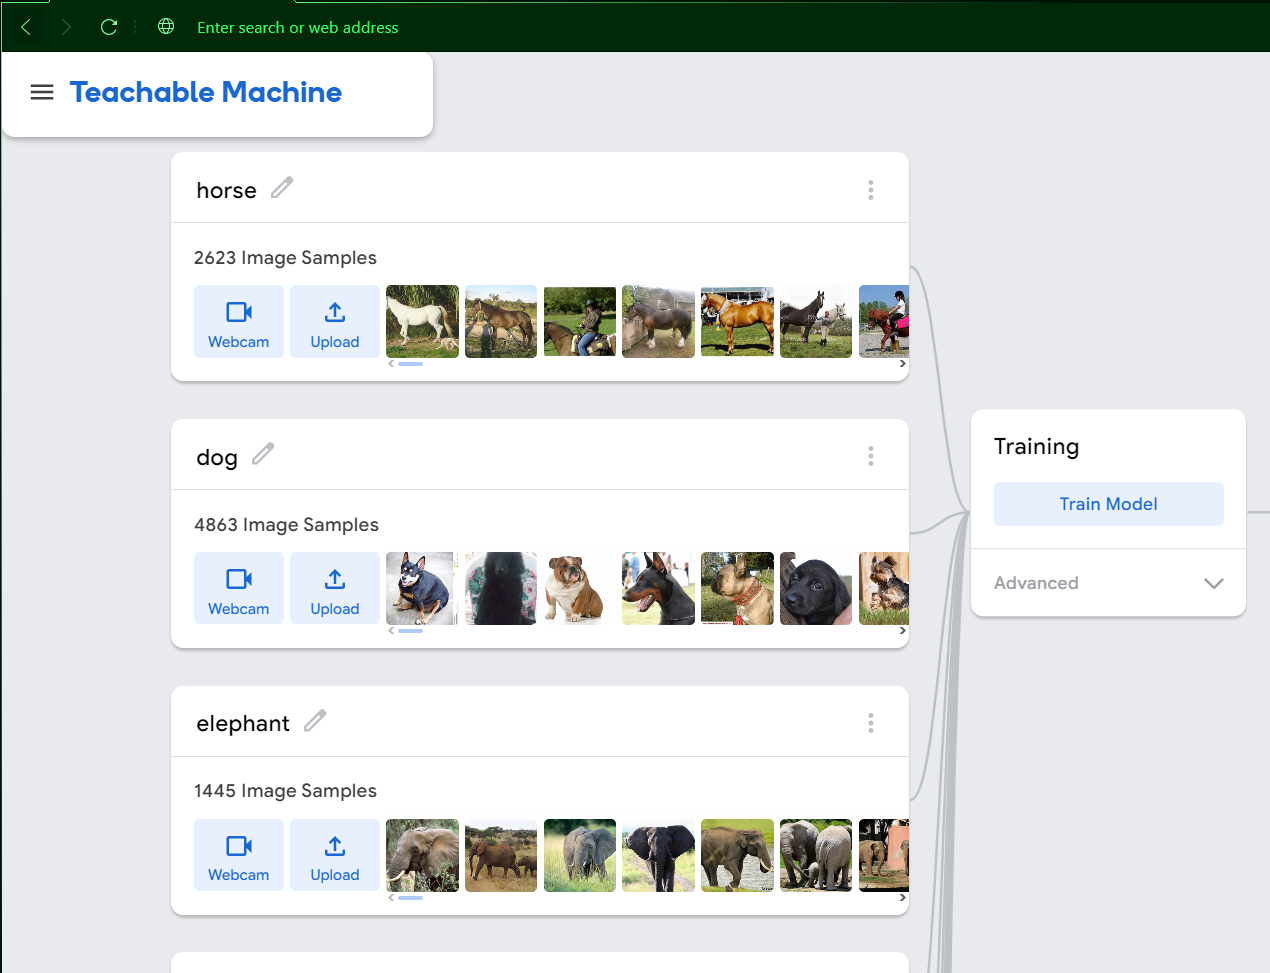 Enter search or web address
Teachable Machine
horse
2623 Image Samples
Webcam
Upload
dog
4863 Image Samples
Webcam
Upload
elephant
1445 Image Samples
Webcam
Upload
Training
Train Model
Advanced